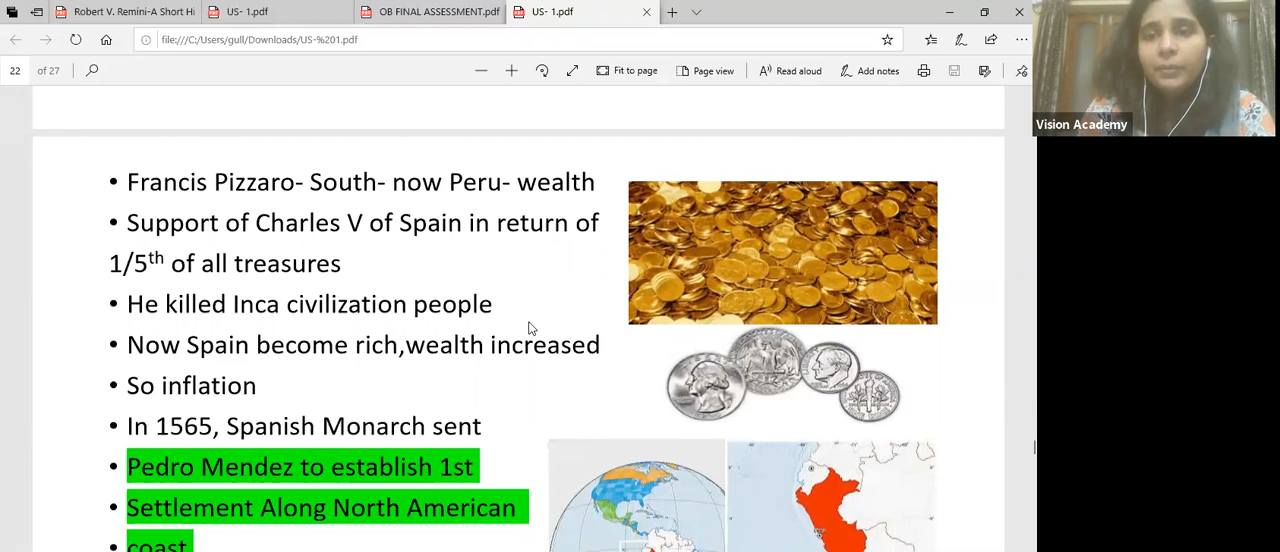 Robert V. Remini-A Short Hi
US- 1.pdf
OB FINAL ASSESSMENT.pdf
US- 1.pdf
file:///C:/Users/gull/Downloads/US-%201.pdf
22 of 27
Fit to page
Page view
Read aloud
Add notes
Vision Academy
• Francis Pizzaro- South- now Peru- wealth
• Support of Charles V of Spain in return of
1/5th of all treasures
• He killed Inca civilization people
• Now Spain become rich,wealth increased
• So inflation
• In 1565, Spanish Monarch sent
• Pedro Mendez to establish 1st
• Settlement Along North American
• coast